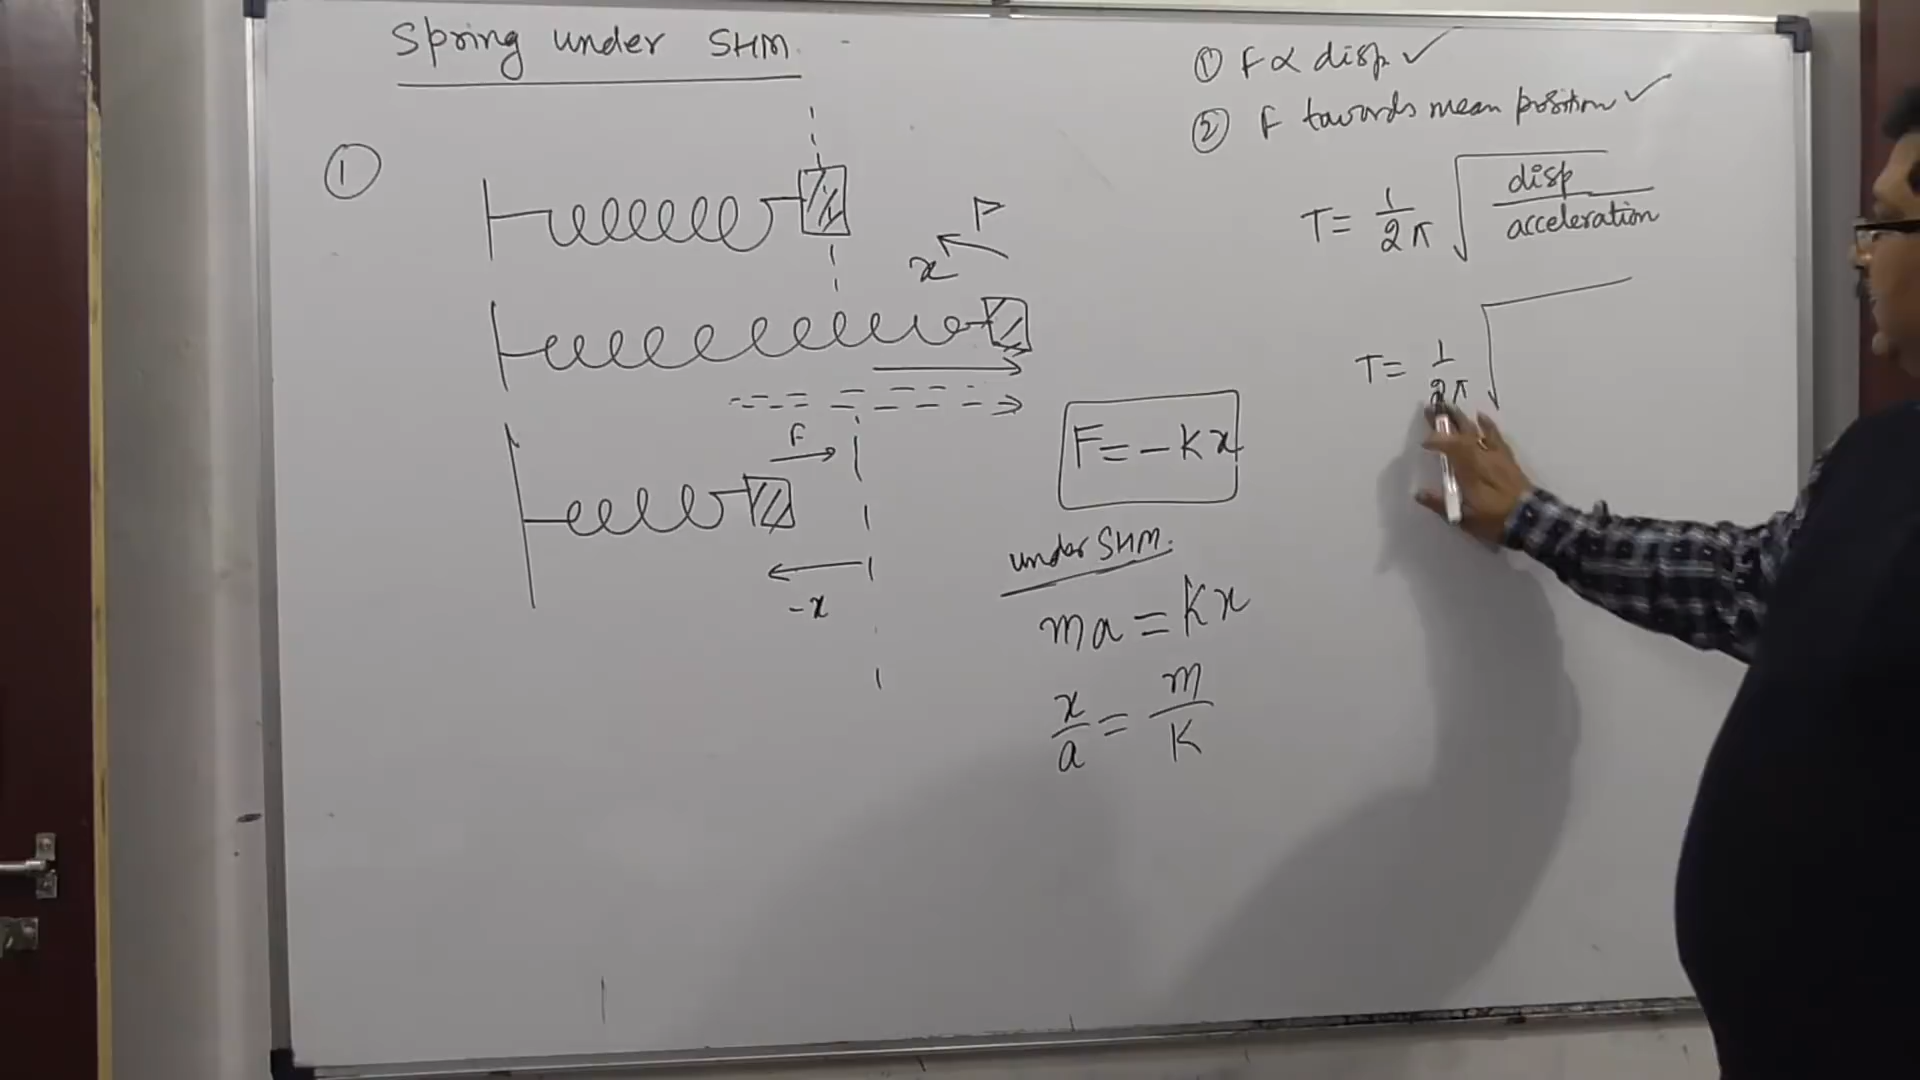 Spring under SHM
① F ∝ disp ✓
② F towards mean position ✓
①
T = 1/2π √(disp/acceleration)
F
x
T = 1/2π √
F
F = -Kx
under SHM.
-x
ma = Kx
x/a = m/K